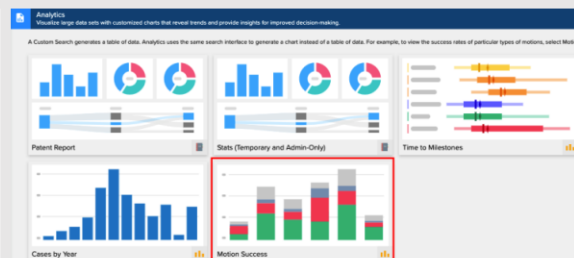 Analytics
Visualize large data sets with customized charts that reveal trends and provide insights for improved decision-making.
A Custom Search generates a table of data. Analytics uses the same search interface to generate a chart instead of a table of data. For example, to view the success rates of particular types of motions, select Moti
Patent Report
Stats (Temporary and Admin-Only)
Time to Milestones
Cases by Year
Motion Success